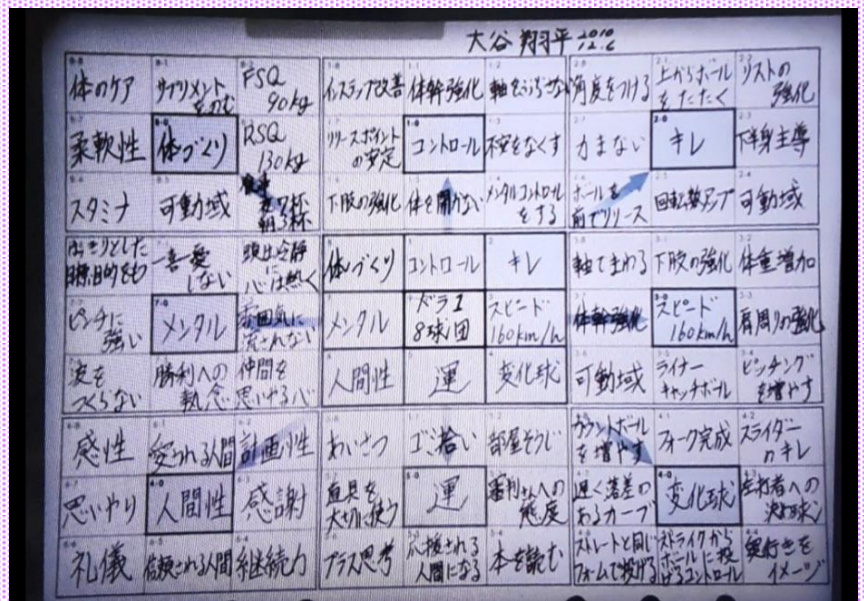 大谷 翔平 2010 12.6
体のケア サプリメントをのむ FSQ 90kg インステップ改善 体幹強化 軸をぶらさない 角度をつける 上からボールをたたく リストの強化
柔軟性 体づくり RSQ 130kg リリースポイントの安定 コントロール 不安をなくす 力まない キレ 下半身主導
スタミナ 可動域 食事 夜7杯 朝3杯 下肢の強化 体を開かない メンタルコントロールをする ボールを前でリリース 回転数アップ 可動域
はっきりとした目標、目的をもつ 一喜一憂しない 頭は冷静に心は熱く 体づくり コントロール キレ 軸でまわる 下肢の強化 体重増加
ピンチに強い メンタル 雰囲気に流されない メンタル ドラ1 8球団 スピード 160km/h 体幹強化 スピード 160km/h 肩周りの強化
波をつくらない 勝利への執念 仲間を思いやる心 人間性 運 変化球 可動域 ライナーキャッチボール ピッチングを増やす
感性 愛される人間 計画性 あいさつ ゴミ拾い 部屋そうじ カウントボールを増やす フォーク完成 スライダーのキレ
思いやり 人間性 感謝 道具を大切に使う 運 審判さんへの態度 遅く落差のあるカーブ 変化球 左打者への決め球
礼儀 信頼される人間 継続力 プラス思考 応援される人間になる 本を読む ストレートと同じフォームで投げる ストライクからボールに投げるコントロール 奥行きをイメージ